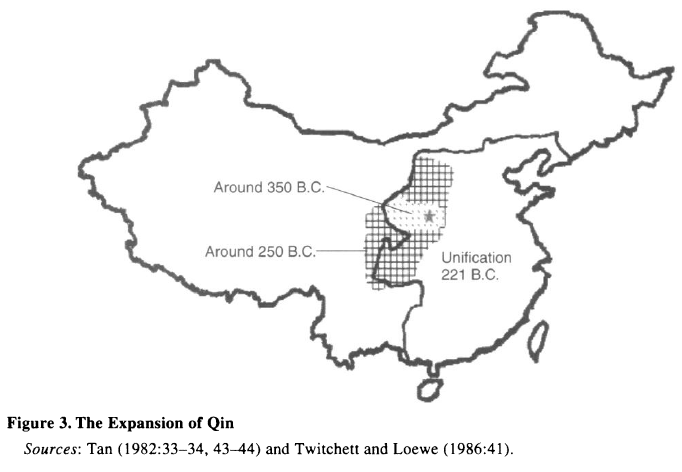 Around 350 B.C.
Around 250 B.C.
Unification
221 B.C.
Figure 3. The Expansion of Qin
Sources: Tan (1982:33–34, 43–44) and Twitchett and Loewe (1986:41).